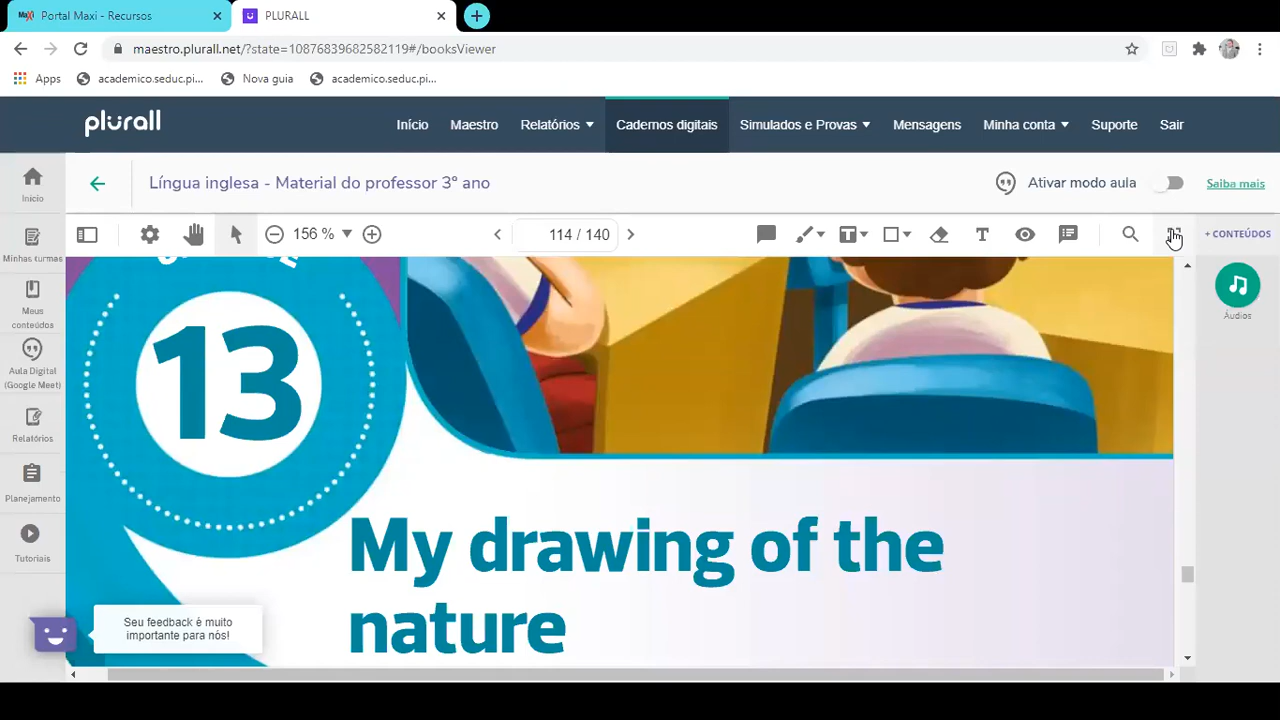 Portal Maxi - Recursos
PLURALL
maestro.plurall.net/?state=10876839682582119#/booksViewer
Apps
academico.seduc.pi...
Nova guia
academico.seduc.pi...
plurall
Início
Maestro
Relatórios
Cadernos digitais
Simulados e Provas
Mensagens
Minha conta
Suporte
Sair
Língua inglesa - Material do professor 3º ano
Ativar modo aula
Saiba mais
156 %
114 / 140
+ CONTEÚDOS
Início
Minhas turmas
Meus
conteúdos
Aula Digital
(Google Meet)
Relatórios
Planejamento
Tutoriais
Áudios
13
My drawing of the
nature
Seu feedback é muito
importante para nós!